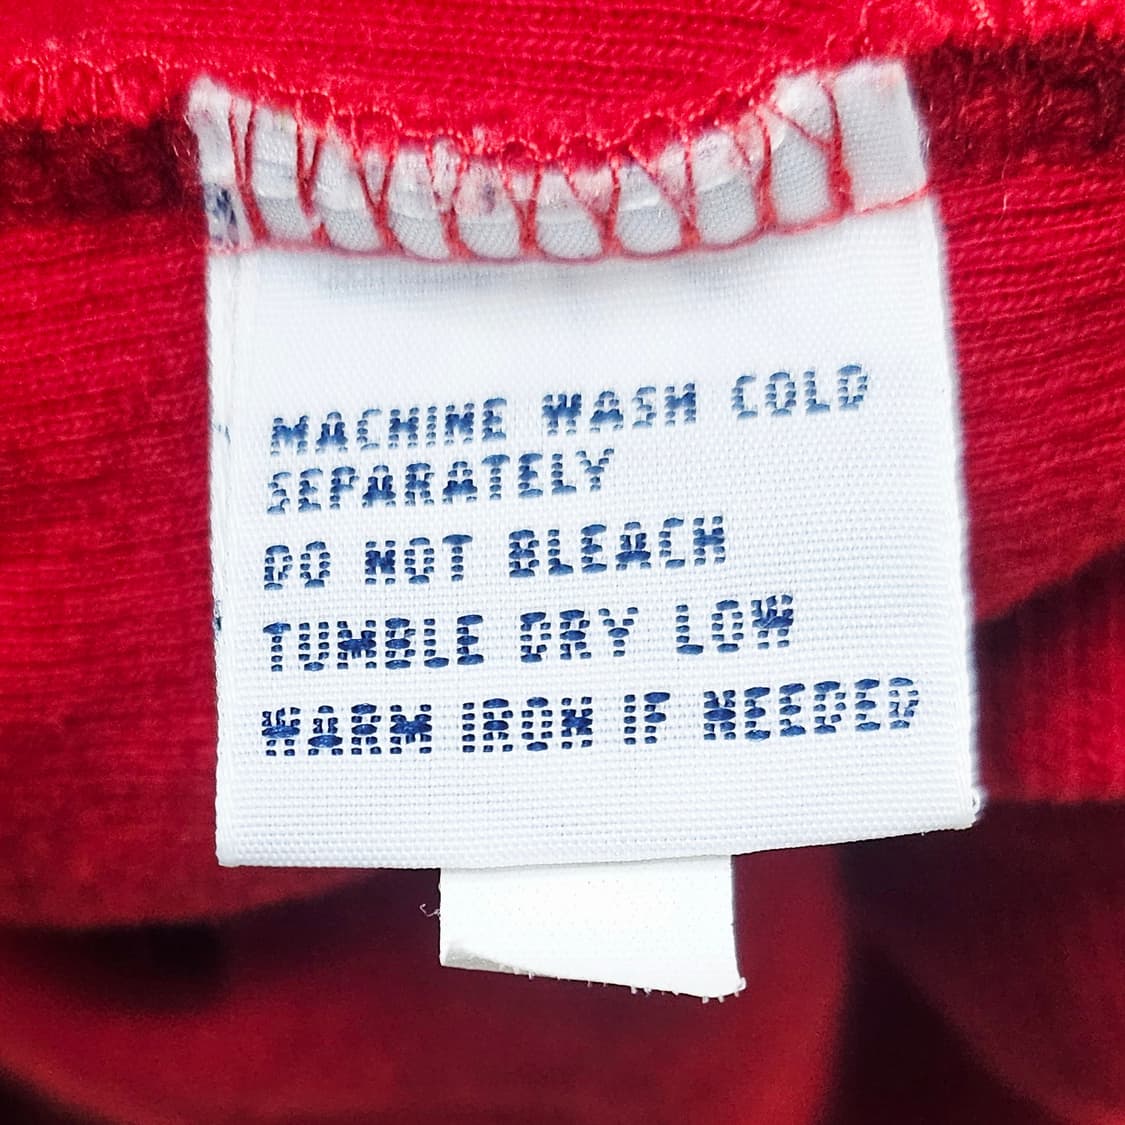 MACHINE WASH COLD
SEPARATELY
DO NOT BLEACH
TUMBLE DRY LOW
WARM IRON IF NEEDED